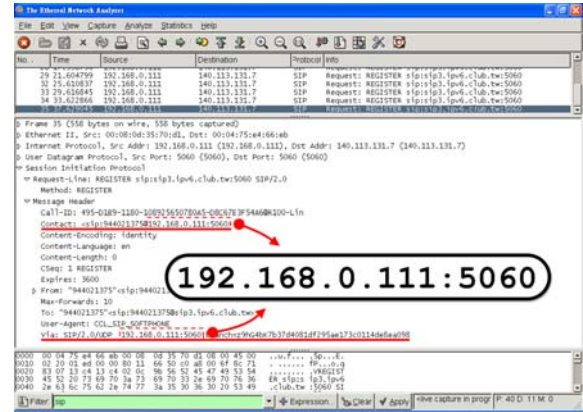 The Ethereal Network Analyzer
File Edit View Capture Analyze Statistics Help
No. . Time Source Destination Protocol Info
29 21.604799 192.168.0.111 140.113.131.7 SIP Request: REGISTER sip:sip3.ipv6.club.tw:5060
32 25.610837 192.168.0.111 140.113.131.7 SIP Request: REGISTER sip:sip3.ipv6.club.tw:5060
33 29.616845 192.168.0.111 140.113.131.7 SIP Request: REGISTER sip:sip3.ipv6.club.tw:5060
34 33.622866 192.168.0.111 140.113.131.7 SIP Request: REGISTER sip:sip3.ipv6.club.tw:5060
Frame 35 (558 bytes on wire, 558 bytes captured)
Ethernet II, Src: 00:08:0d:35:70:d1, Dst: 00:04:75:e4:66:eb
Internet Protocol, Src Addr: 192.168.0.111 (192.168.0.111), Dst Addr: 140.113.131.7 (140.113.131.7)
User Datagram Protocol, Src Port: 5060 (5060), Dst Port: 5060 (5060)
Session Initiation Protocol
Request-Line: REGISTER sip:sip3.ipv6.club.tw:5060 SIP/2.0
Method: REGISTER
Message Header
Contact: <sip:944021375@192.168.0.111:5060>
Content-Encoding: identity
Content-Language: en
Content-Length: 0
CSeq: 1 REGISTER
Expires: 3600
From: "944021375"<sip:944021
Max-Forwards: 10
To: "944021375"<sip:944021375@sip3.ipv6.club.tw>
User-Agent: CCL_SIP_SOFTPHONE
Via: SIP/2.0/UDP 192.168.0.111:5060
192.168.0.111:5060
Filter: sip Expression... Clear Apply <live capture in progr P: 40 D: 11 M: 0